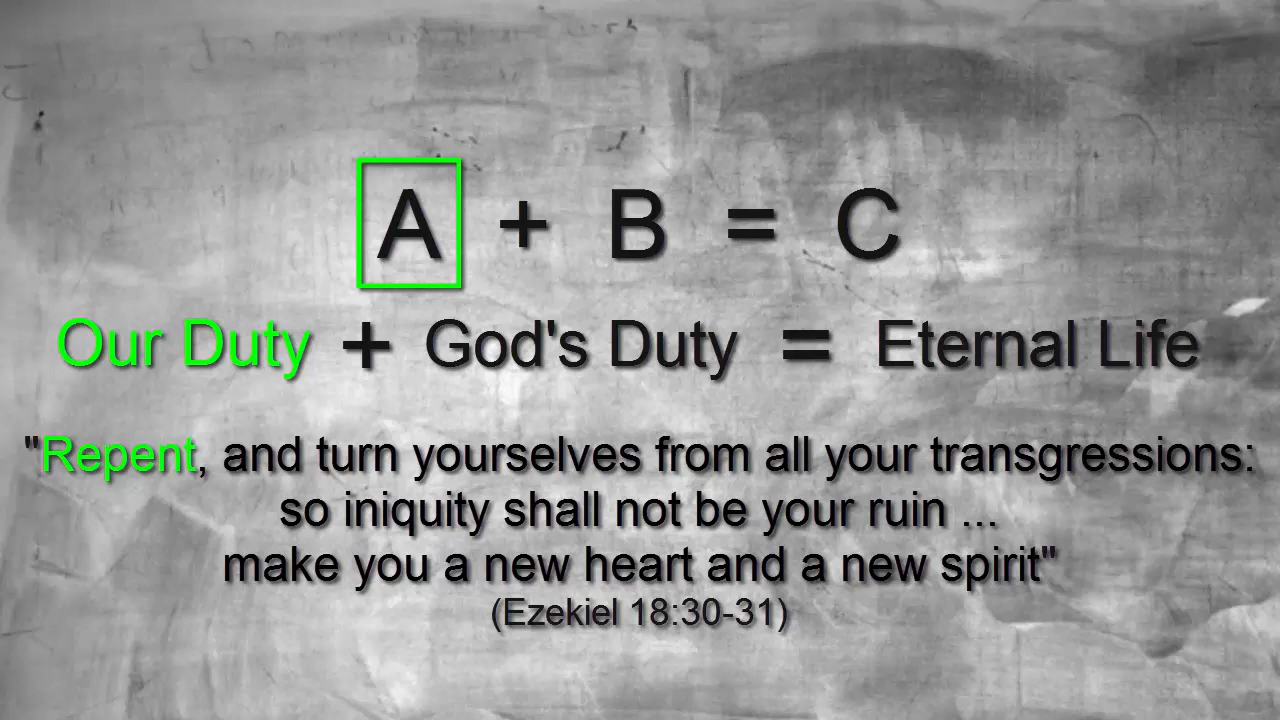 A + B = C
Our Duty + God's Duty = Eternal Life
"Repent, and turn yourselves from all your transgressions:
so iniquity shall not be your ruin ...
make you a new heart and a new spirit"
(Ezekiel 18:30-31)